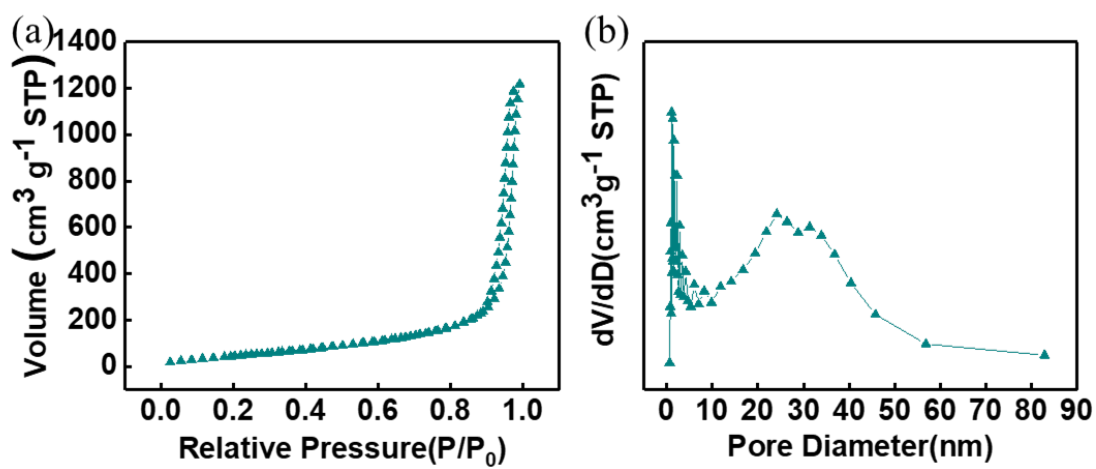 (a)
1400
1200
1000
800
600
400
200
0
Volume (cm³ g⁻¹ STP)
0.0 0.2 0.4 0.6 0.8 1.0
Relative Pressure(P/P₀)
(b)
dV/dD(cm³g⁻¹ STP)
0 10 20 30 40 50 60 70 80 90
Pore Diameter(nm)